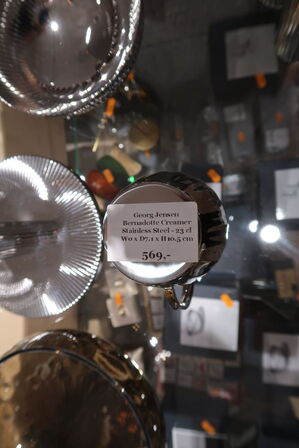 Georg Jensen
Bernadotte Creamer
Stainless Steel - 23 cl
W0 x D7.1 x H10.5 cm
569,-